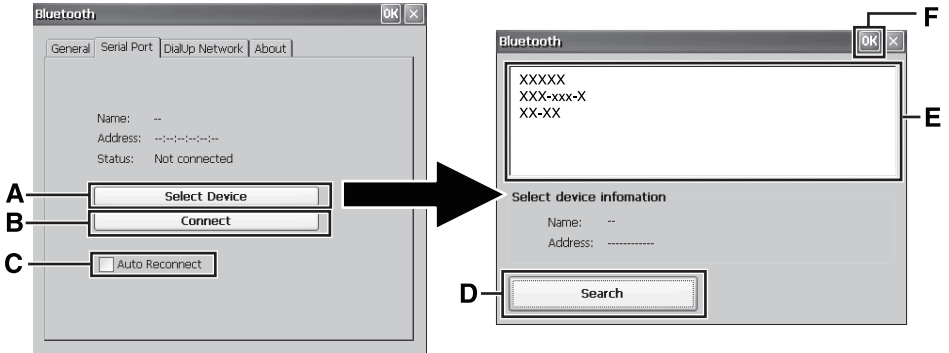 Bluetooth OK ×
General Serial Port DialUp Network About
Name: --
Address: --:--:--:--:--:--
Status: Not connected
A Select Device
B Connect
C Auto Reconnect
F
Bluetooth OK ×
XXXXX
XXX-xxx-X
XX-XX
E
Select device infomation
Name: --
Address: ------------
D Search